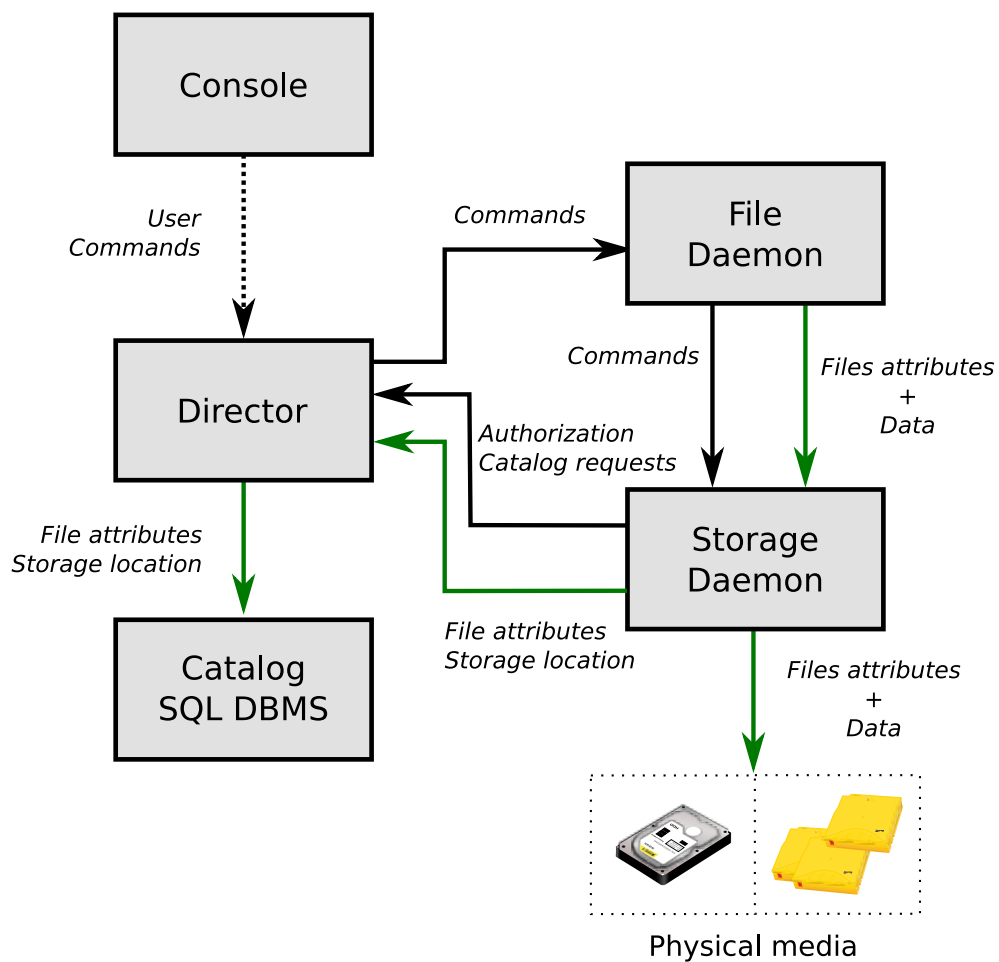 Console
User
Commands
Commands
File
Daemon
Director
Commands
Files attributes
+
Data
Authorization
Catalog requests
File attributes
Storage location
Storage
Daemon
File attributes
Storage location
Catalog
SQL DBMS
Files attributes
+
Data
Physical media